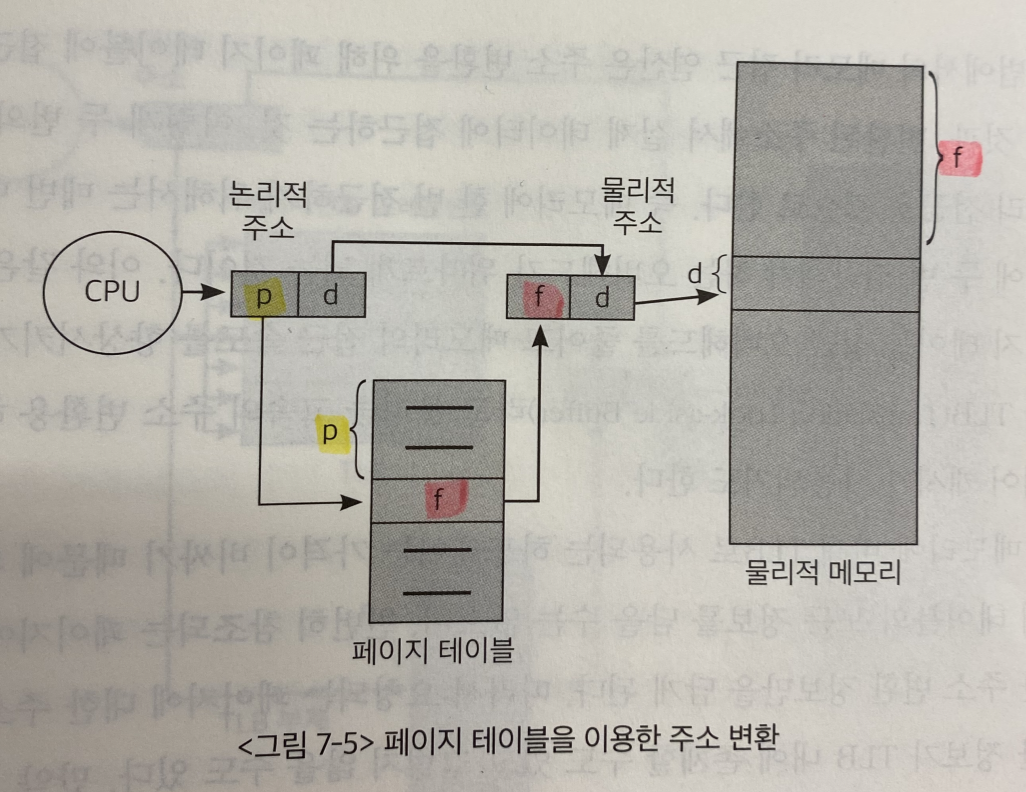 논리적
주소
물리적
주소
f
CPU
p d
f d
d
p
f
물리적 메모리
페이지 테이블
<그림 7-5> 페이지 테이블을 이용한 주소 변환